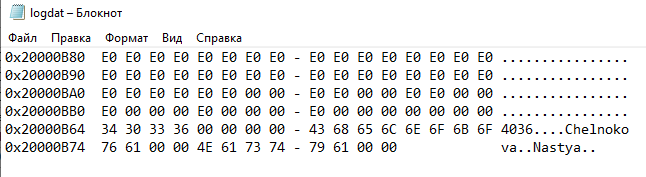 logdat – Блокнот
Файл Правка Формат Вид Справка
0x20000B80 E0 E0 E0 E0 E0 E0 E0 E0 - E0 E0 E0 E0 E0 E0 E0 E0 ................
0x20000B90 E0 E0 E0 E0 E0 E0 E0 E0 - E0 E0 E0 E0 E0 E0 E0 E0 ................
0x20000BA0 E0 E0 E0 E0 E0 E0 00 00 - E0 E0 00 E0 E0 00 00 00 ................
0x20000BB0 E0 00 00 00 E0 E0 00 00 - E0 00 00 00 00 00 00 00 ................
0x20000B64 34 30 33 36 00 00 00 00 - 43 68 65 6C 6E 6F 6B 6F 4036....Chelnoko
0x20000B74 76 61 00 00 4E 61 73 74 - 79 61 00 00 va..Nastya..